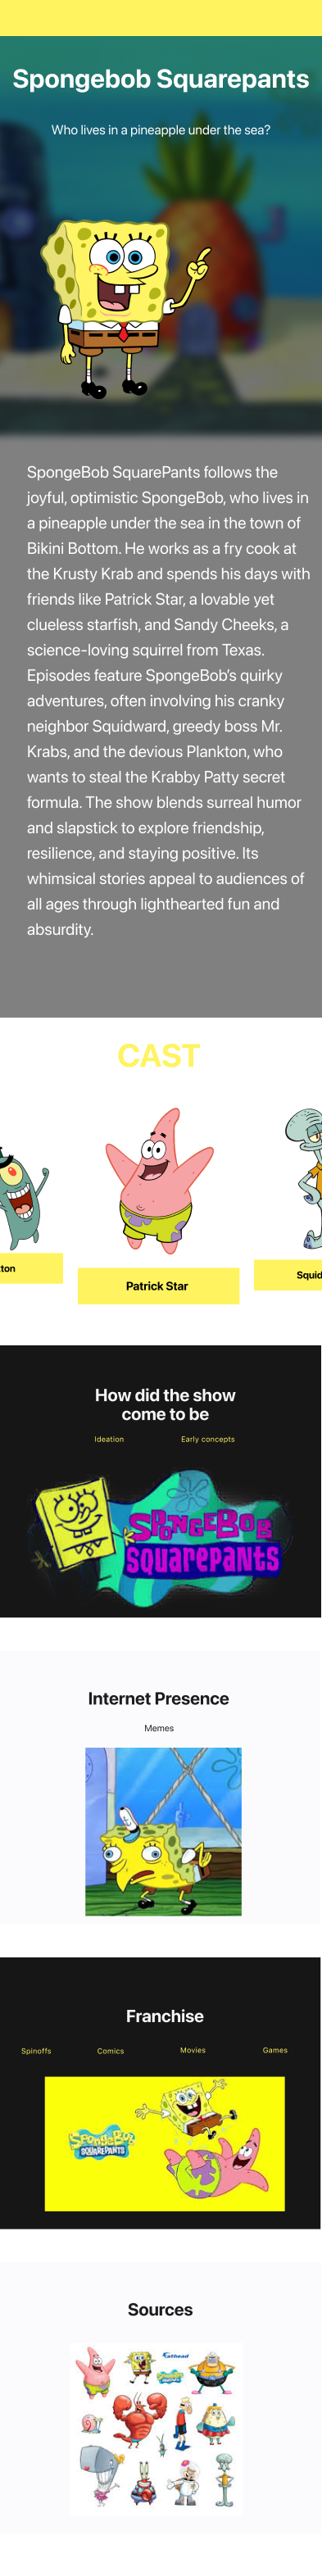 Spongebob Squarepants
Who lives in a pineapple under the sea?
SpongeBob SquarePants follows the
joyful, optimistic SpongeBob, who lives in
a pineapple under the sea in the town of
Bikini Bottom. He works as a fry cook at
the Krusty Krab and spends his days with
friends like Patrick Star, a lovable yet
clueless starfish, and Sandy Cheeks, a
science-loving squirrel from Texas.
Episodes feature SpongeBob’s quirky
adventures, often involving his cranky
neighbor Squidward, greedy boss Mr.
Krabs, and the devious Plankton, who
wants to steal the Krabby Patty secret
formula. The show blends surreal humor
and slapstick to explore friendship,
resilience, and staying positive. Its
whimsical stories appeal to audiences of
all ages through lighthearted fun and
absurdity.
CAST
ton
Patrick Star
Squid
How did the show
come to be
Ideation
Early concepts
SPONGEBOB
SQUAREPANTS
Internet Presence
Memes
Franchise
Spinoffs
Comics
Movies
Games
SpongeBob
SQUAREPANTS
Sources
Fathead